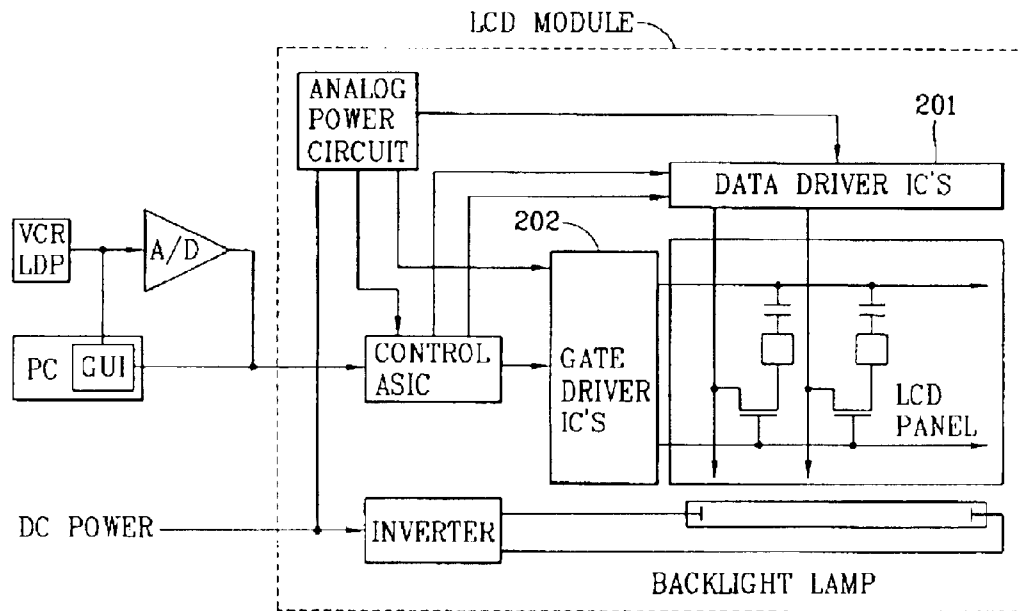 LCD MODULE
ANALOG
POWER
CIRCUIT
201
DATA DRIVER IC'S
202
VCR
LDP
A/D
PC
GUI
CONTROL
ASIC
GATE
DRIVER
IC'S
LCD
PANEL
DC POWER
INVERTER
BACKLIGHT LAMP